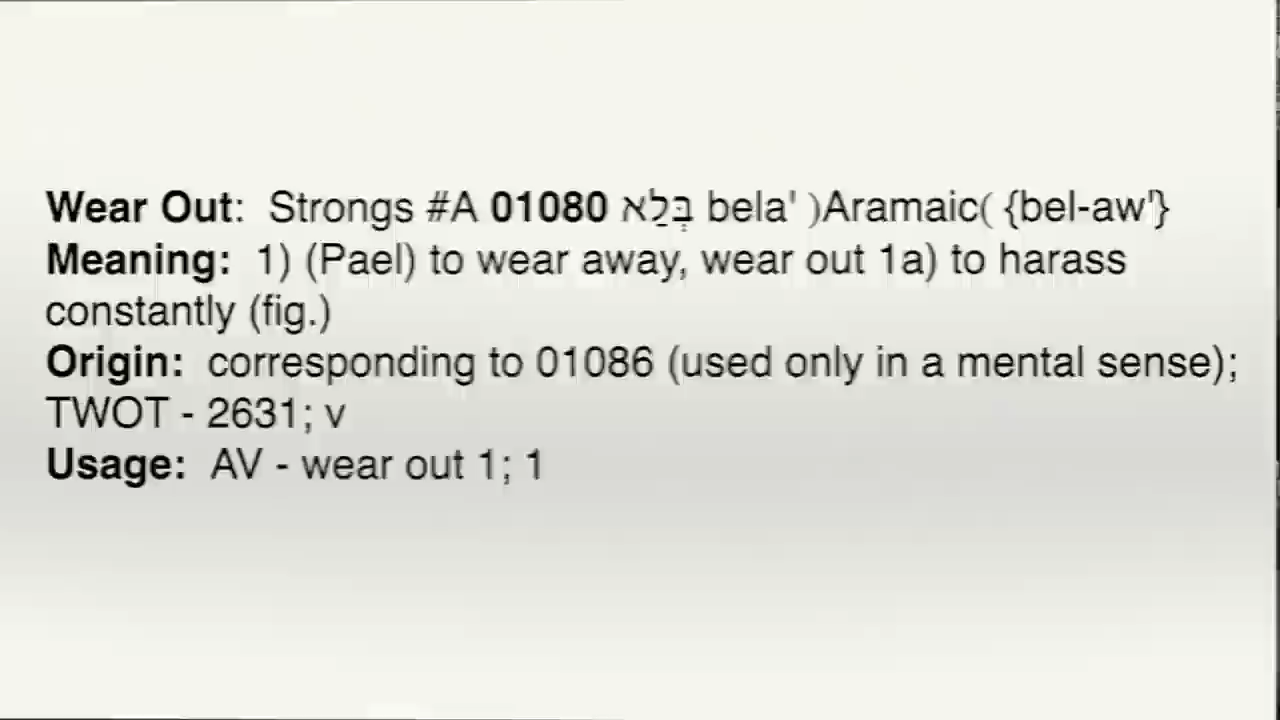 Wear Out:  Strongs #A 01080 בְּלַא bela' )Aramaic( {bel-aw'}
Meaning:  1) (Pael) to wear away, wear out 1a) to harass
constantly (fig.)
Origin:  corresponding to 01086 (used only in a mental sense);
TWOT - 2631; v
Usage:  AV - wear out 1; 1